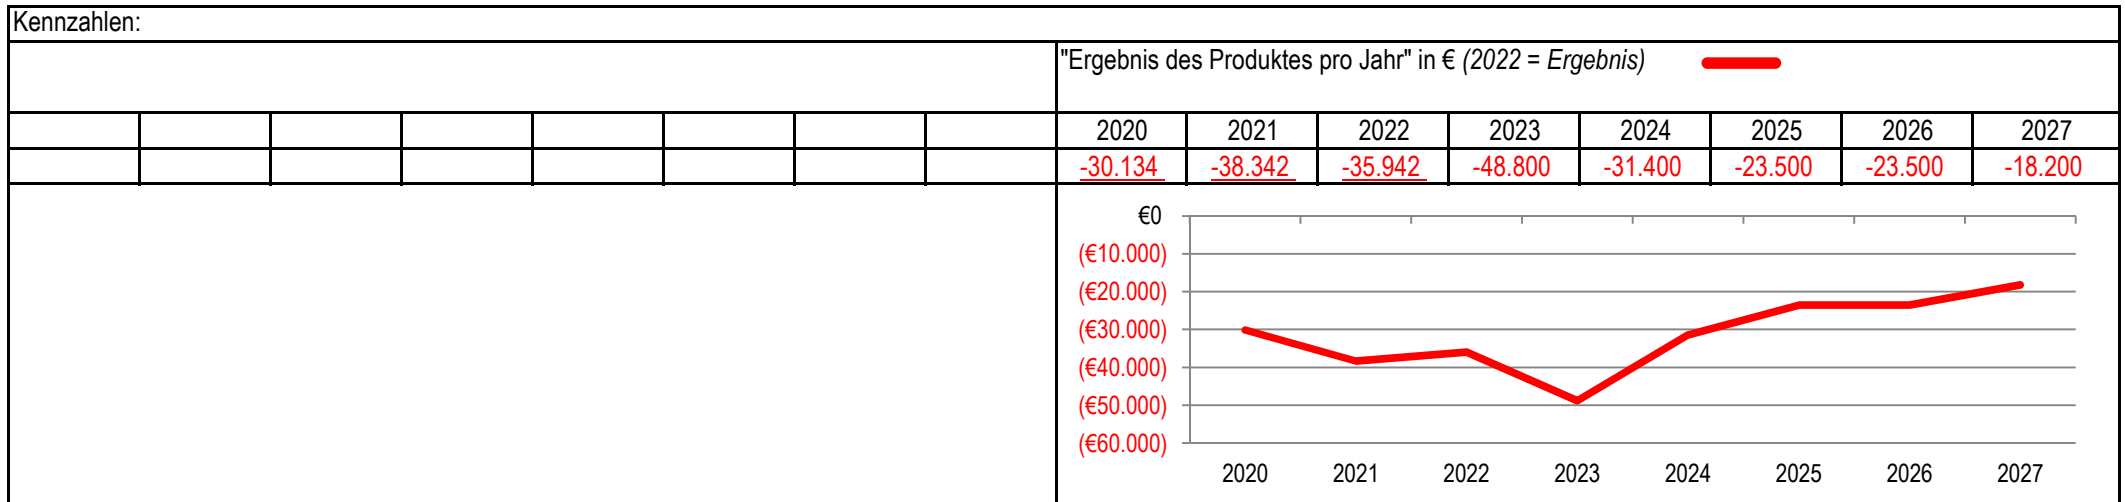 Kennzahlen:
"Ergebnis des Produktes pro Jahr" in € (2022 = Ergebnis)
2020 2021 2022 2023 2024 2025 2026 2027
-30.134 -38.342 -35.942 -48.800 -31.400 -23.500 -23.500 -18.200
€0
(€10.000)
(€20.000)
(€30.000)
(€40.000)
(€50.000)
(€60.000)
2020 2021 2022 2023 2024 2025 2026 2027